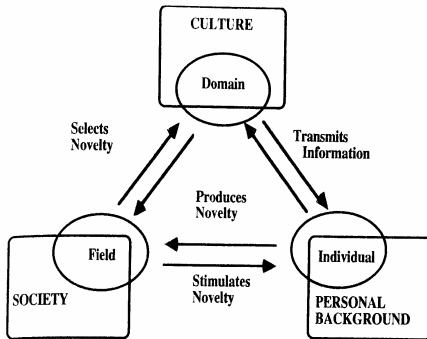 CULTURE
Domain
Selects
Novelty
Transmits
Information
Produces
Novelty
Field
Individual
Stimulates
Novelty
SOCIETY
PERSONAL
BACKGROUND